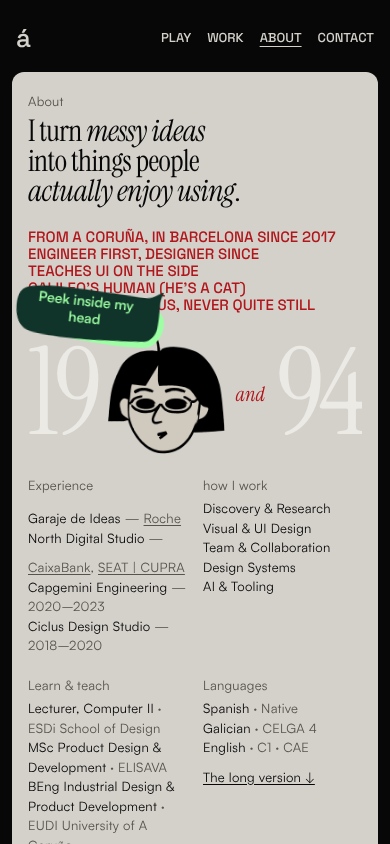 á
PLAY WORK ABOUT CONTACT
About
I turn messy ideas
into things people
actually enjoy using.
FROM A CORUÑA, IN BARCELONA SINCE 2017
ENGINEER FIRST, DESIGNER SINCE
TEACHES UI ON THE SIDE
HUMAN (HE'S A CAT)
Peek inside my
head
US, NEVER QUITE STILL
19 and 94
Experience
Garaje de Ideas — Roche
North Digital Studio —
CaixaBank, SEAT | CUPRA
Capgemini Engineering —
2020—2023
Ciclus Design Studio —
2018—2020
how I work
Discovery & Research
Visual & UI Design
Team & Collaboration
Design Systems
AI & Tooling
Learn & teach
Lecturer, Computer II ·
ESDi School of Design
MSc Product Design &
Development · ELISAVA
BEng Industrial Design &
Product Development ·
EUDI University of A
Languages
Spanish · Native
Galician · CELGA 4
English · C1 · CAE
The long version ↓